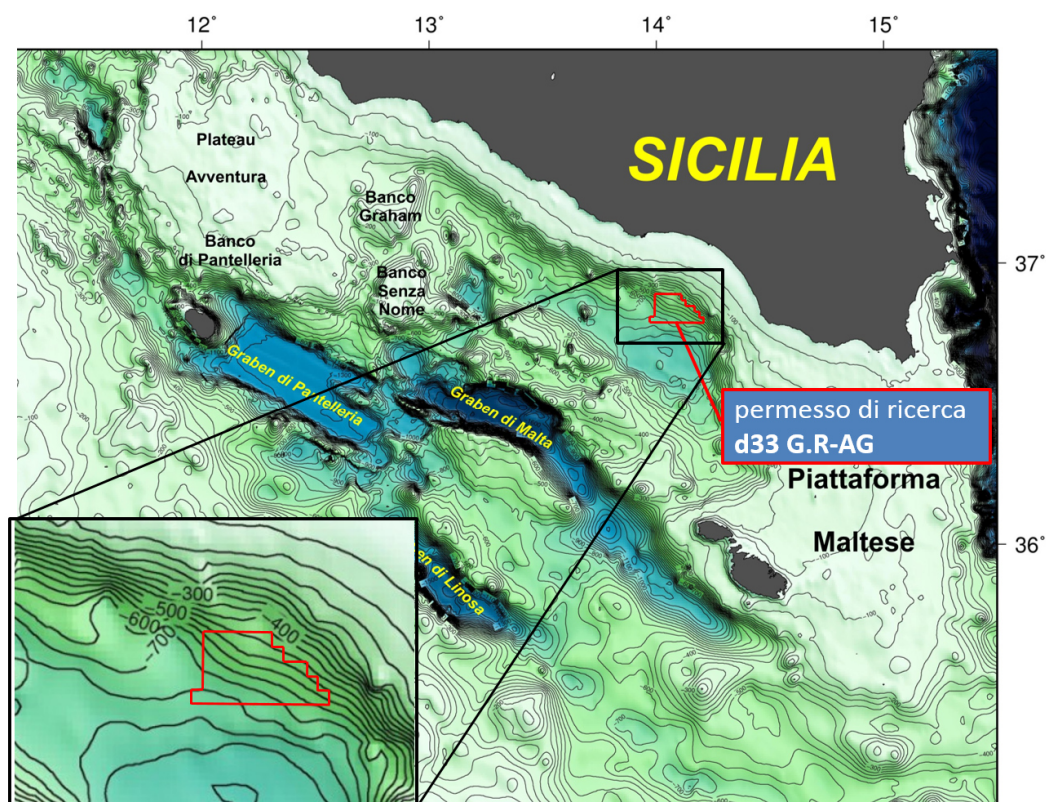 12˚ 13˚ 14˚ 15˚
SICILIA
Plateau
Avventura
Banco
Graham
Banco
di Pantelleria
37˚
Banco
Senza
Nome
Graben di Pantelleria
Graben di Malta
permesso di ricerca
d33 G.R-AG
Piattaforma
Maltese
36˚
en di Linosa
-300
-400
-500
-600
-700